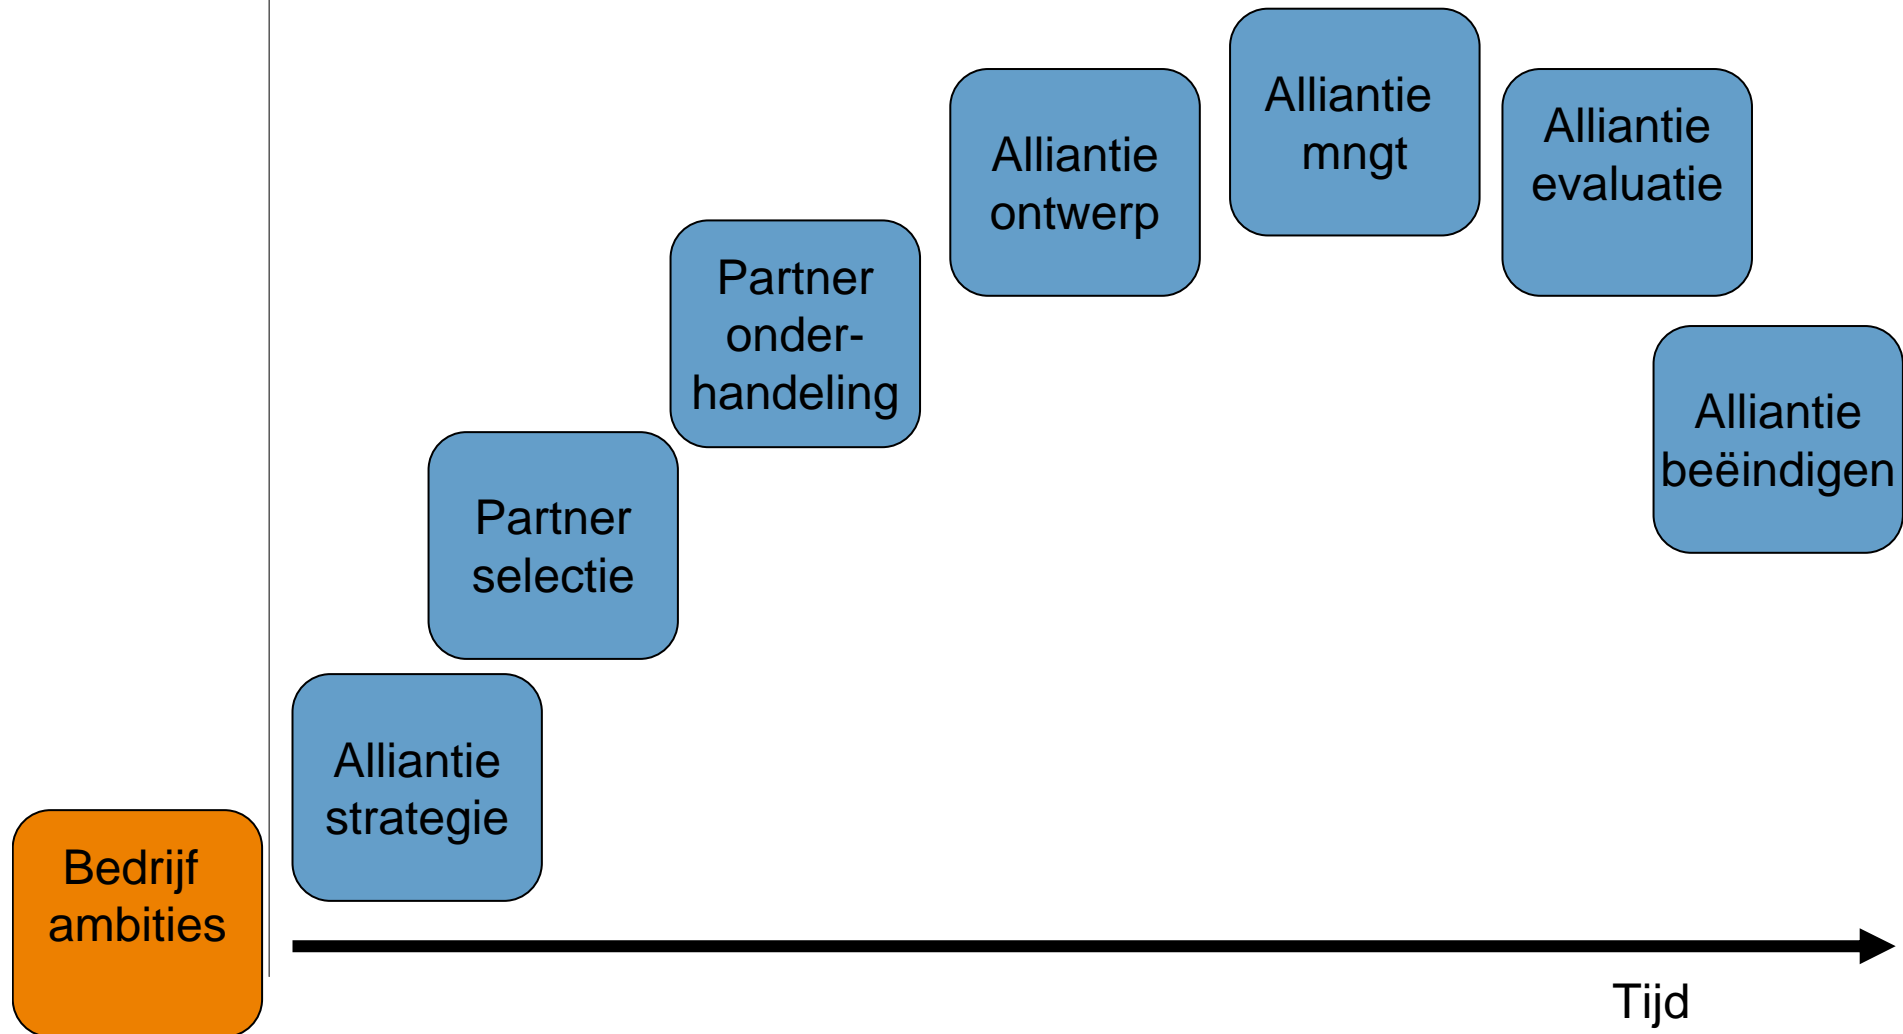 Bedrijf
ambities
Alliantie
strategie
Partner
selectie
Partner
onder-
handeling
Alliantie
ontwerp
Alliantie
mngt
Alliantie
evaluatie
Alliantie
beëindigen
Tijd